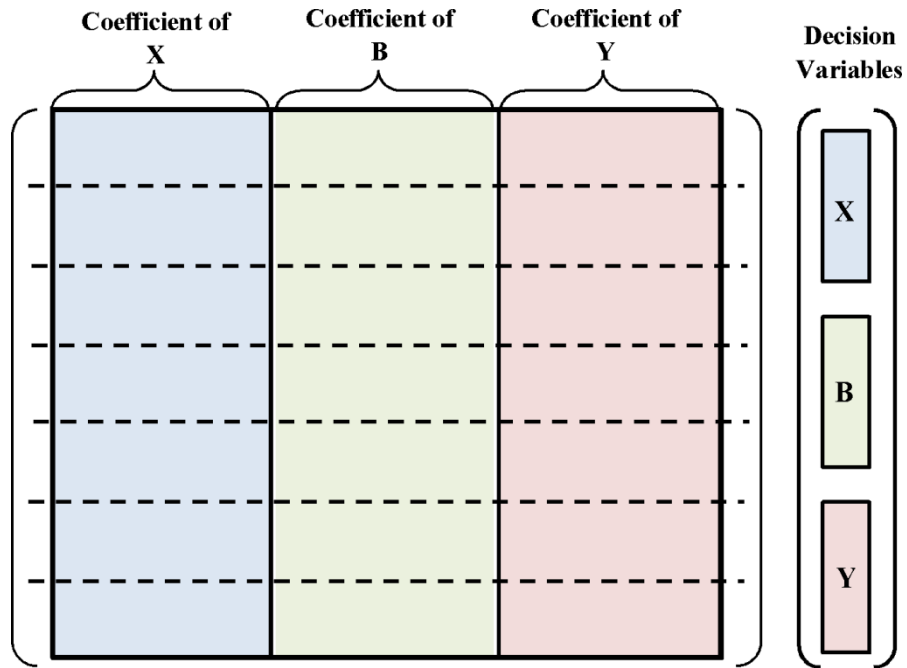 Coefficient of
X
Coefficient of
B
Coefficient of
Y
Decision
Variables
X
B
Y